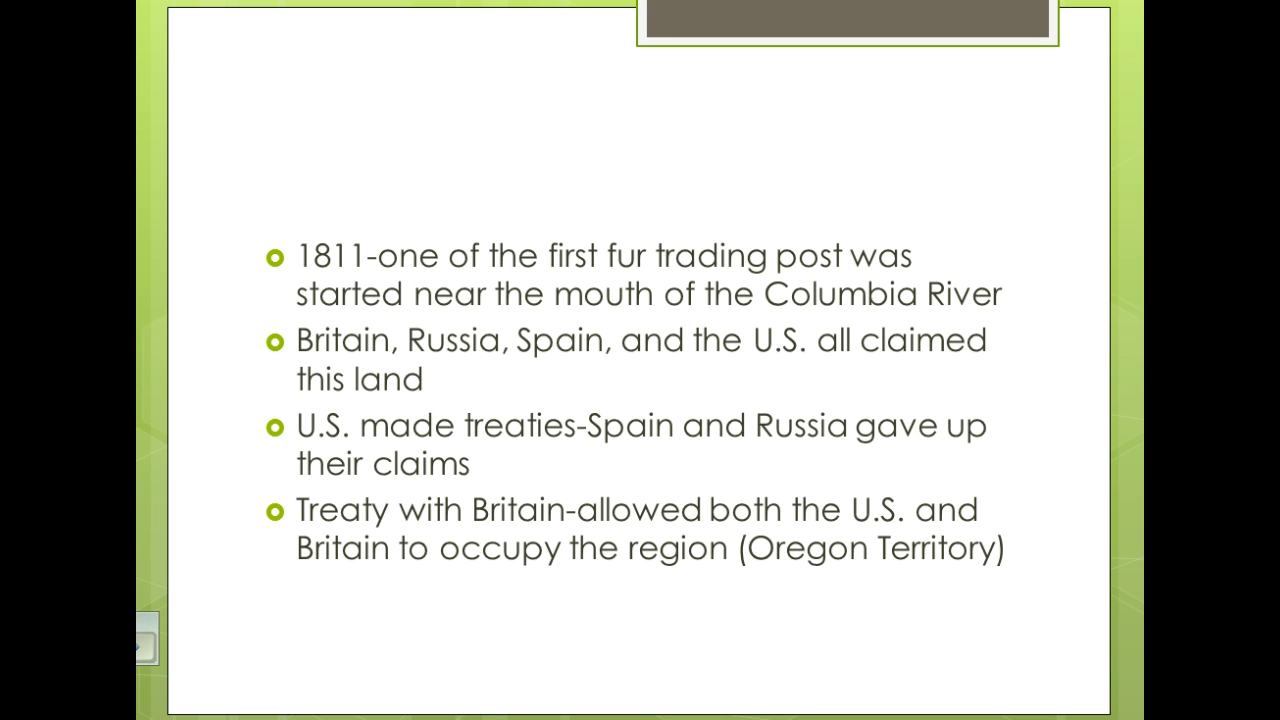 1811-one of the first fur trading post was
started near the mouth of the Columbia River
Britain, Russia, Spain, and the U.S. all claimed
this land
U.S. made treaties-Spain and Russia gave up
their claims
Treaty with Britain-allowed both the U.S. and
Britain to occupy the region (Oregon Territory)